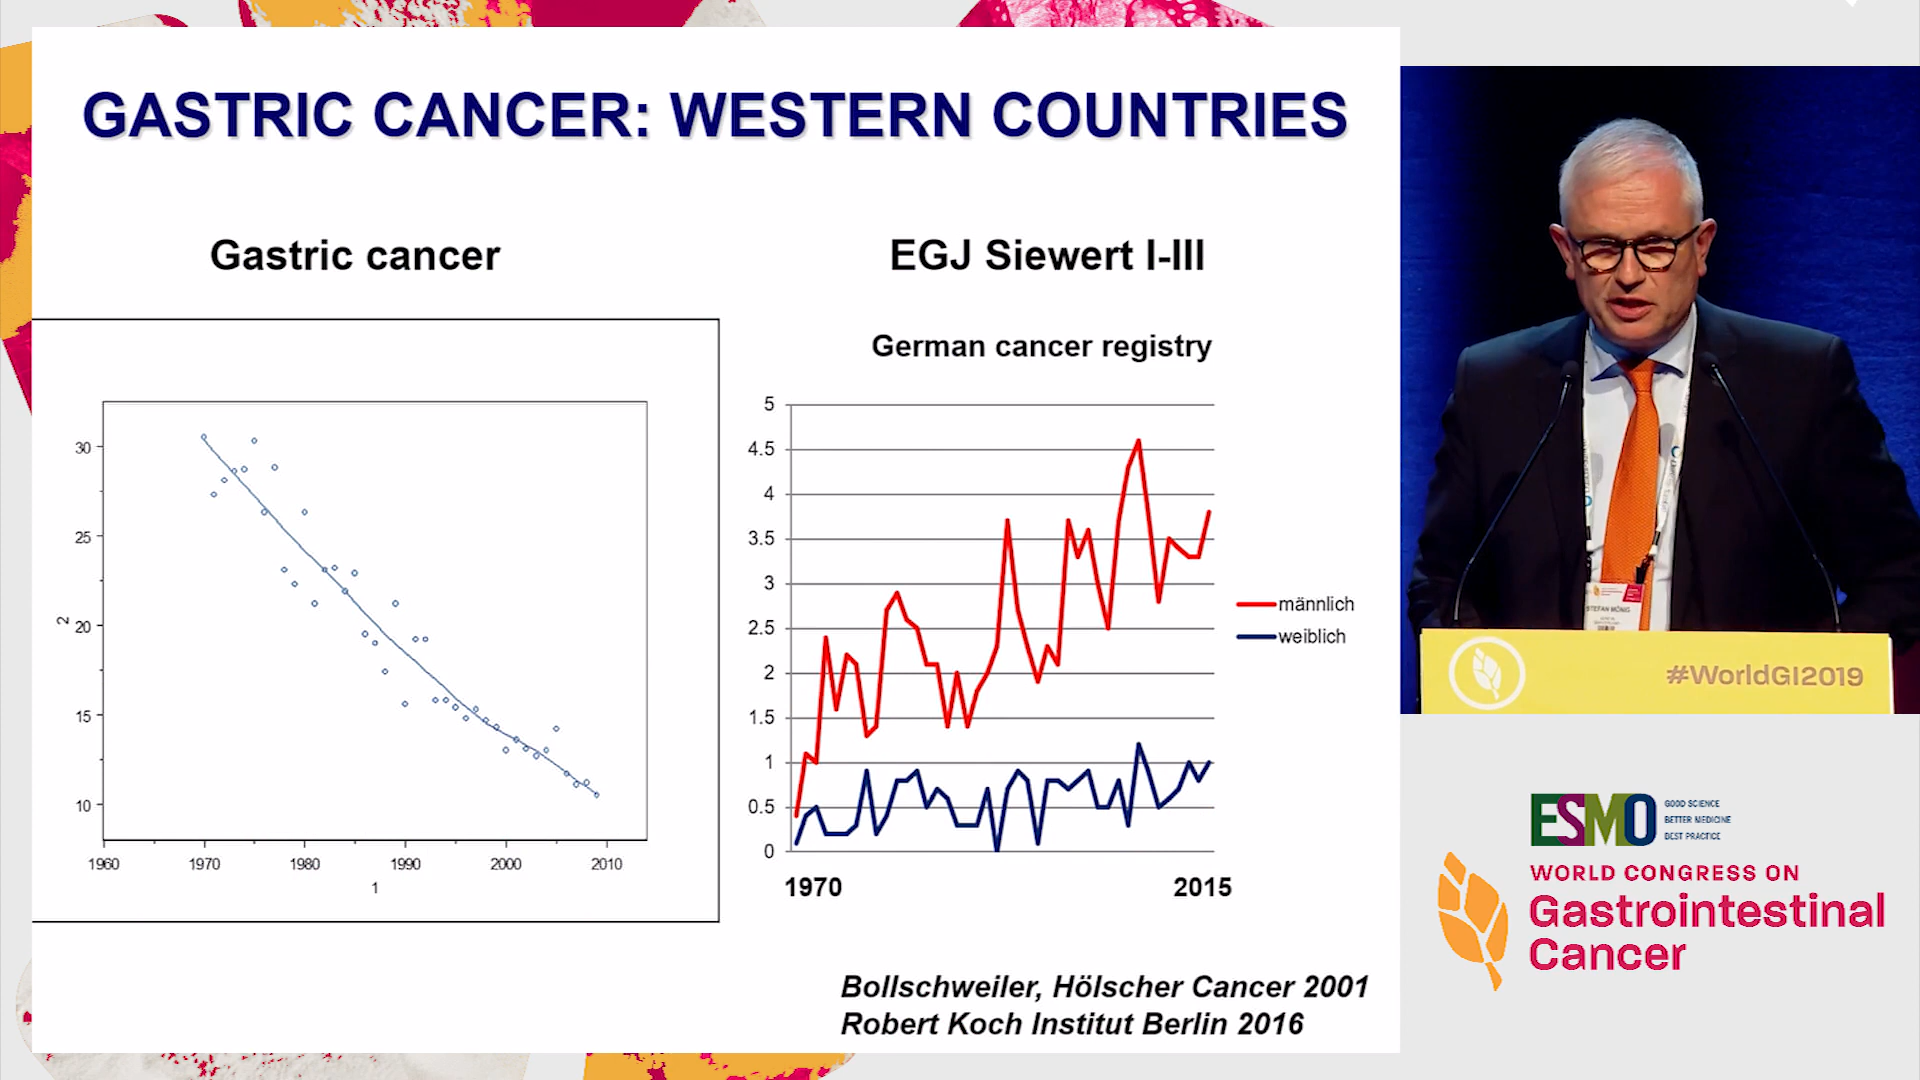 GASTRIC CANCER: WESTERN COUNTRIES
Gastric cancer
EGJ Siewert I-III
German cancer registry
30
25
20
15
10
2
1960 1970 1980 1990 2000 2010
1
5
4.5
4
3.5
3
2.5
2
1.5
1
0.5
0
1970 2015
männlich
weiblich
Bollschweiler, Hölscher Cancer 2001
Robert Koch Institut Berlin 2016
STEFAN MÖNIG
#WorldGI2019
ESMO
GOOD SCIENCE
BETTER MEDICINE
BEST PRACTICE
WORLD CONGRESS ON
Gastrointestinal
Cancer